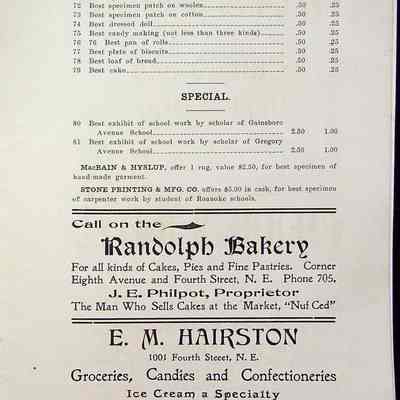 72 Best specimen patch on woolen .50 .25
73 Best specimen patch on cotton .50 .25
74 Best dressed doll .50 .25
75 Best candy making (not less than three kinds) .50 .25
76 76 Best pan of rolls .50 .25
77 Best plate of biscuits .50 .25
78 Best loaf of bread .50 .25
79 Best cake .50 .25
SPECIAL.
80 Best exhibit of school work by scholar of Gainsboro
Avenue School 2.50 1.00
81 Best exhibit of school work by scholar of Gregory
Avenue School 2.50 1.00
MacBAIN & HYSLUP, offer 1 rug, value $2.50, for best specimen of
hand-made garment.
STONE PRINTING & MFG. CO. offers $5.00 in cash, for best specimen
of carpenter work by student of Roanoke schools.
Call on the
Randolph Bakery
For all kinds of Cakes, Pies and Fine Pastries. Corner
Eighth Avenue and Fourth Street, N. E. Phone 705.
J. E. Philpot, Proprietor
The Man Who Sells Cakes at the Market, "Nuf Ced"
E. M. HAIRSTON
1001 Fourth Steeet, N. E.
Groceries, Candies and Confectioneries
Ice Cream a Specialty